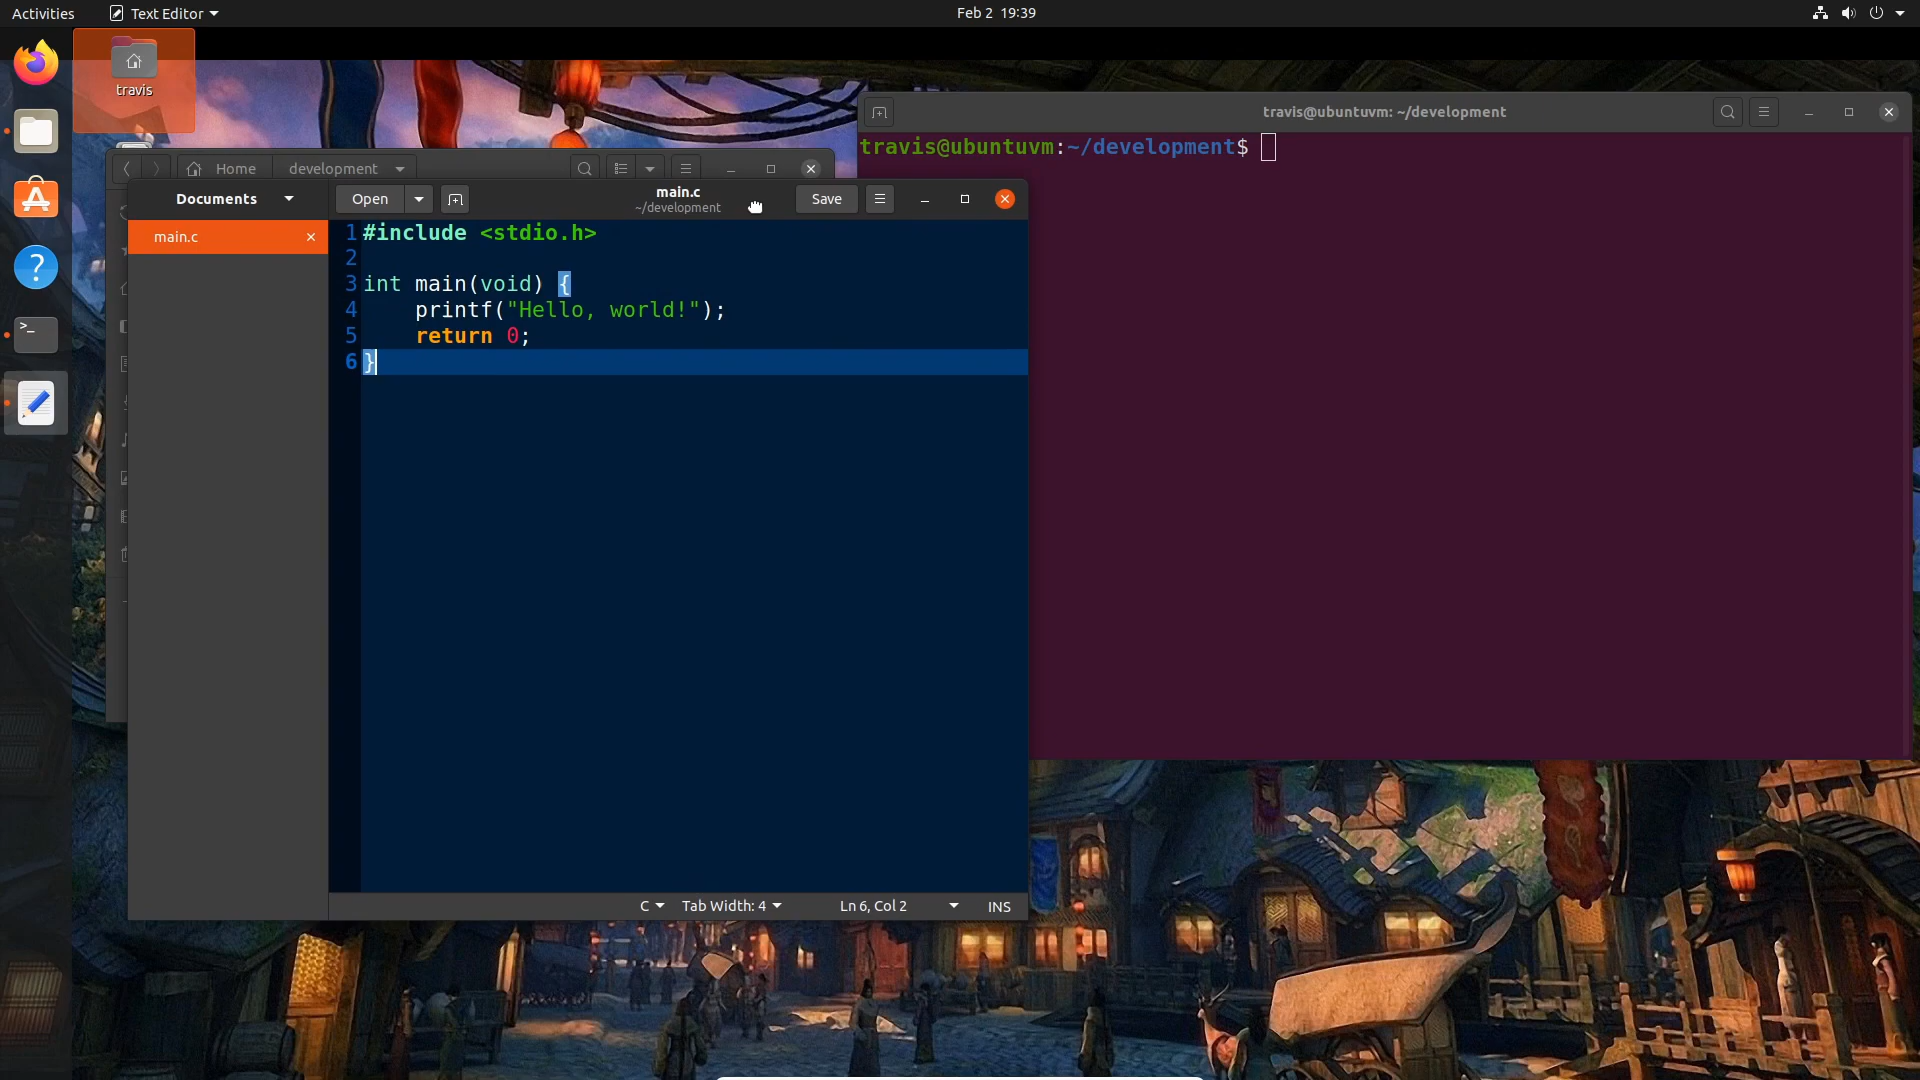 Activities
Text Editor
Feb 2 19:39
travis
Home
development
travis@ubuntuvm: ~/development
travis@ubuntuvm:~/development$
Documents
Open
main.c
~/development
Save
main.c
1 #include <stdio.h>
2
3 int main(void) {
4     printf("Hello, world!");
5     return 0;
6 }
C
Tab Width: 4
Ln 6, Col 2
INS